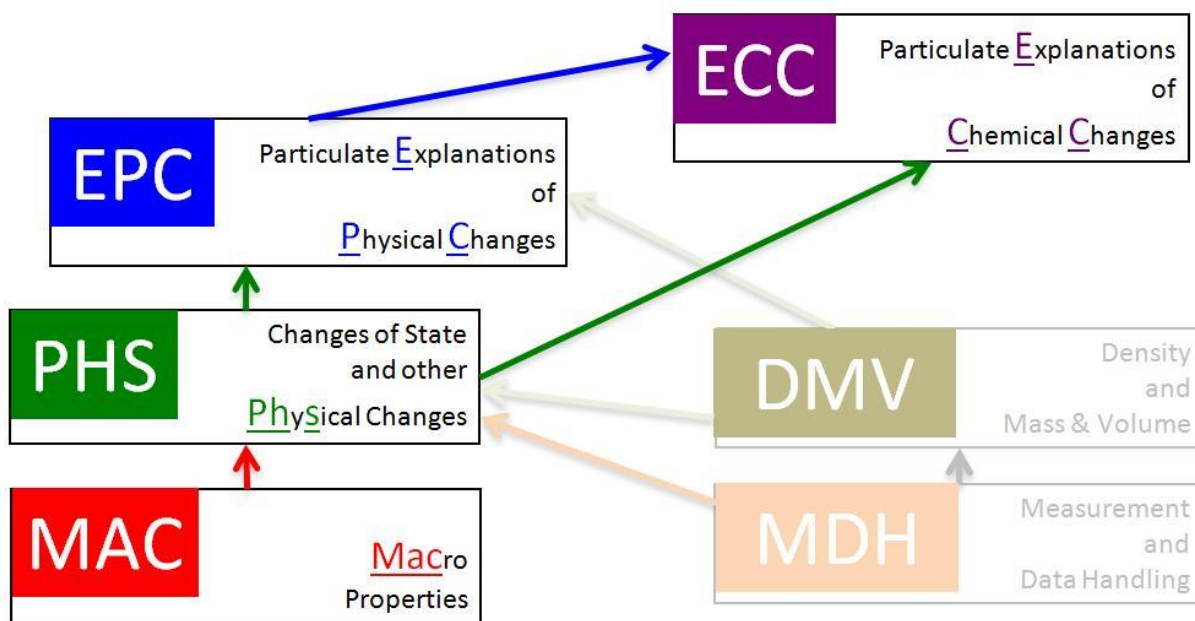 ECC
Particulate Explanations
of
Chemical Changes
EPC
Particulate Explanations
of
Physical Changes
PHS
Changes of State
and other
Physical Changes
DMV
Density
and
Mass & Volume
MAC
Macro
Properties
MDH
Measurement
and
Data Handling